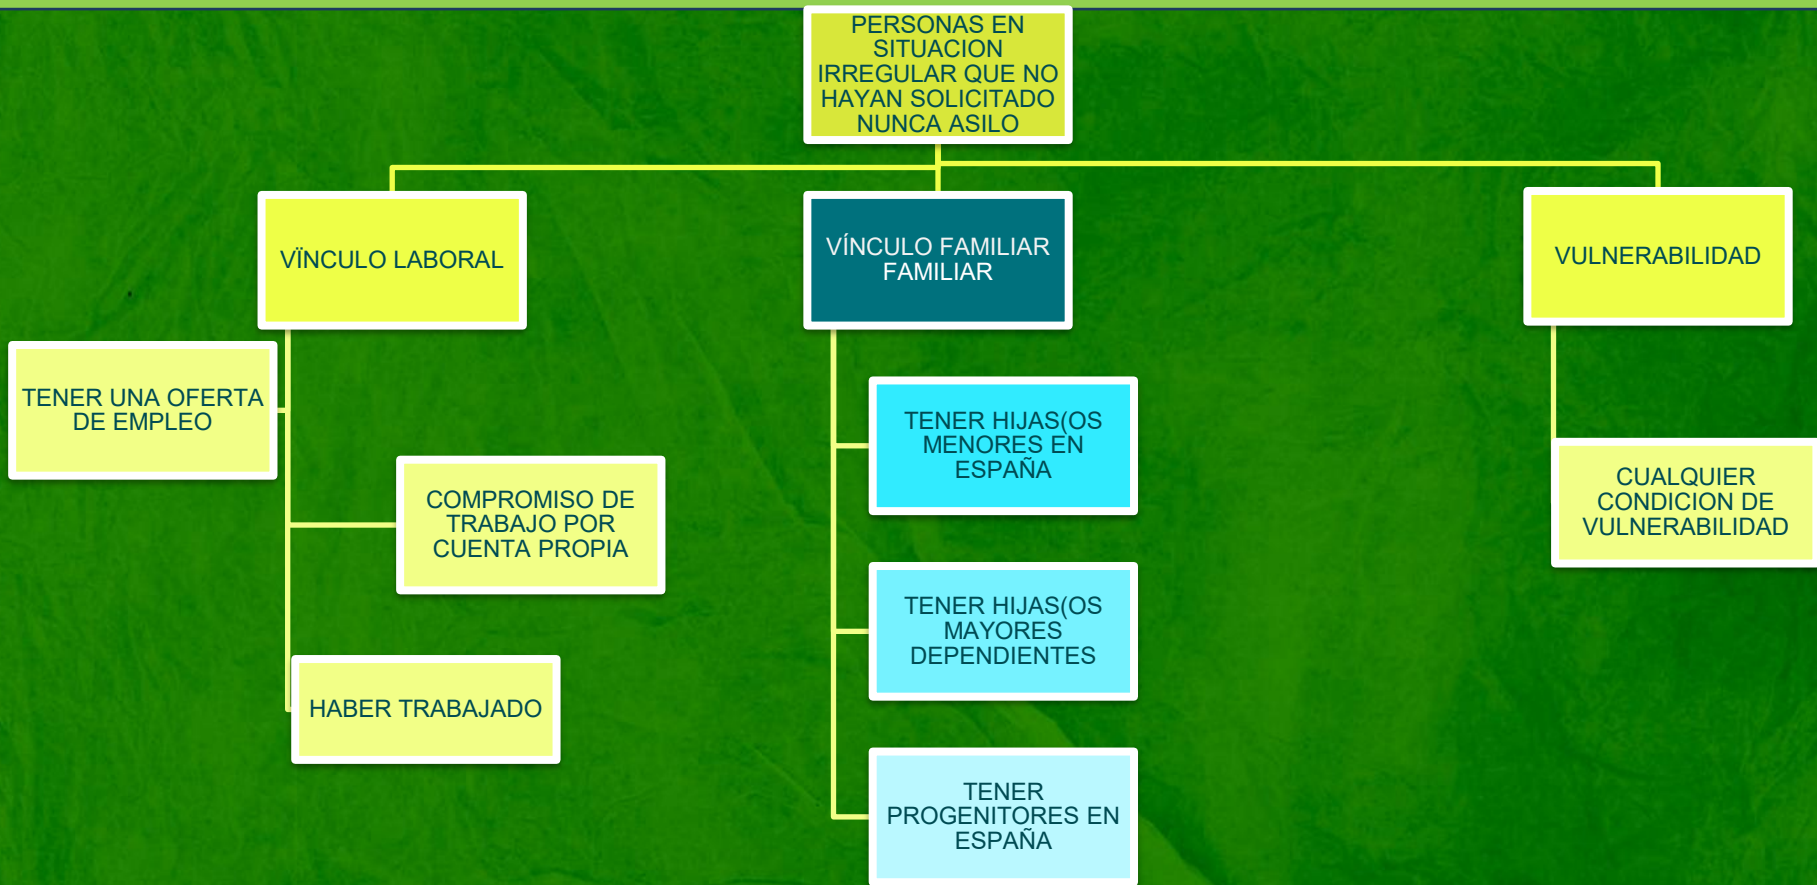 PERSONAS EN
SITUACION
IRREGULAR QUE NO
HAYAN SOLICITADO
NUNCA ASILO
VÏNCULO LABORAL
TENER UNA OFERTA
DE EMPLEO
COMPROMISO DE
TRABAJO POR
CUENTA PROPIA
HABER TRABAJADO
VÍNCULO FAMILIAR
FAMILIAR
TENER HIJAS(OS
MENORES EN
ESPAÑA
TENER HIJAS(OS
MAYORES
DEPENDIENTES
TENER
PROGENITORES EN
ESPAÑA
VULNERABILIDAD
CUALQUIER
CONDICION DE
VULNERABILIDAD